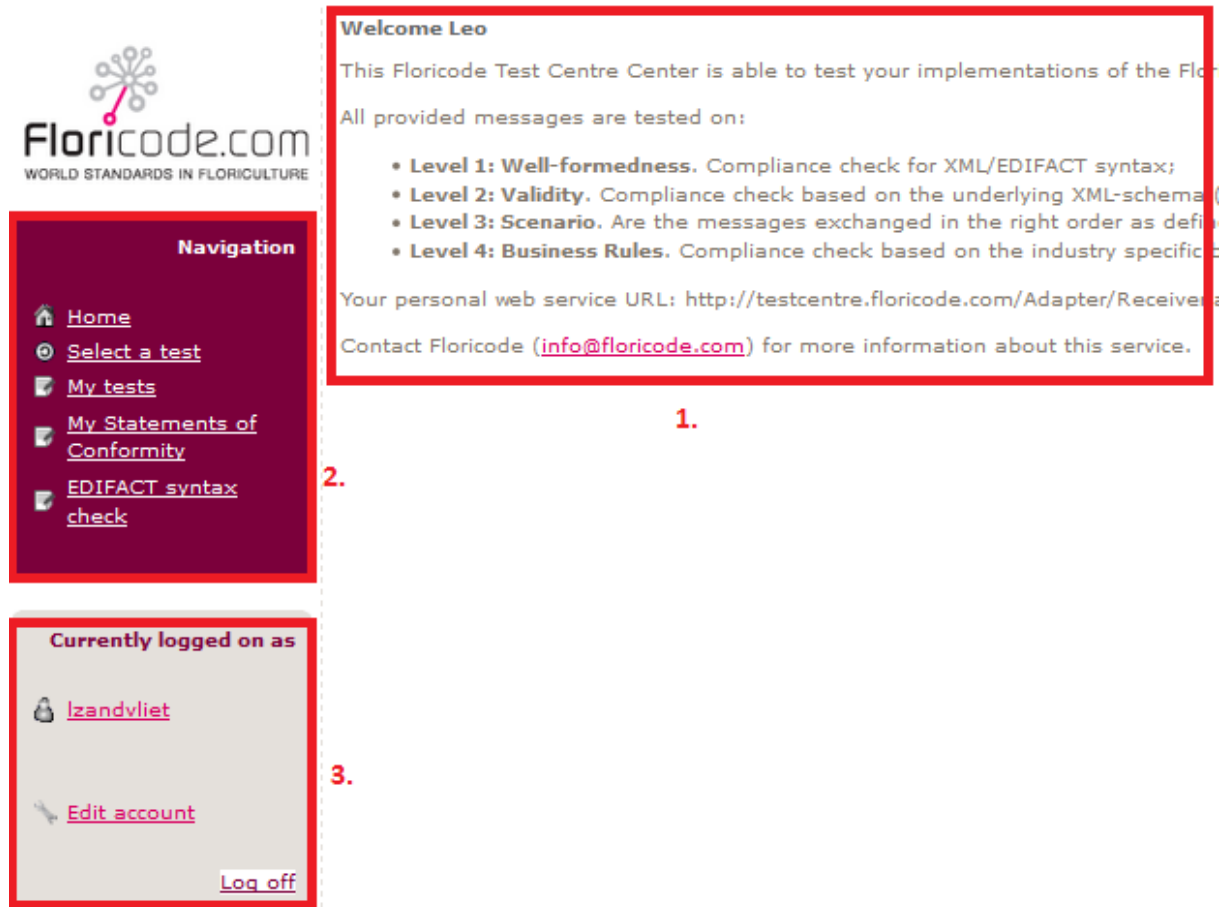 Floricode.com
WORLD STANDARDS IN FLORICULTURE
Navigation
Home
Select a test
My tests
My Statements of
Conformity
EDIFACT syntax
check
2.
Currently logged on as
lzandvliet
Edit account
Log off
3.
Welcome Leo
This Floricode Test Centre Center is able to test your implementations of the Flor
All provided messages are tested on:
• Level 1: Well-formedness. Compliance check for XML/EDIFACT syntax;
• Level 2: Validity. Compliance check based on the underlying XML-schema (
• Level 3: Scenario. Are the messages exchanged in the right order as define
• Level 4: Business Rules. Compliance check based on the industry specific
Your personal web service URL: http://testcentre.floricode.com/Adapter/Receivera
Contact Floricode (info@floricode.com) for more information about this service.
1.